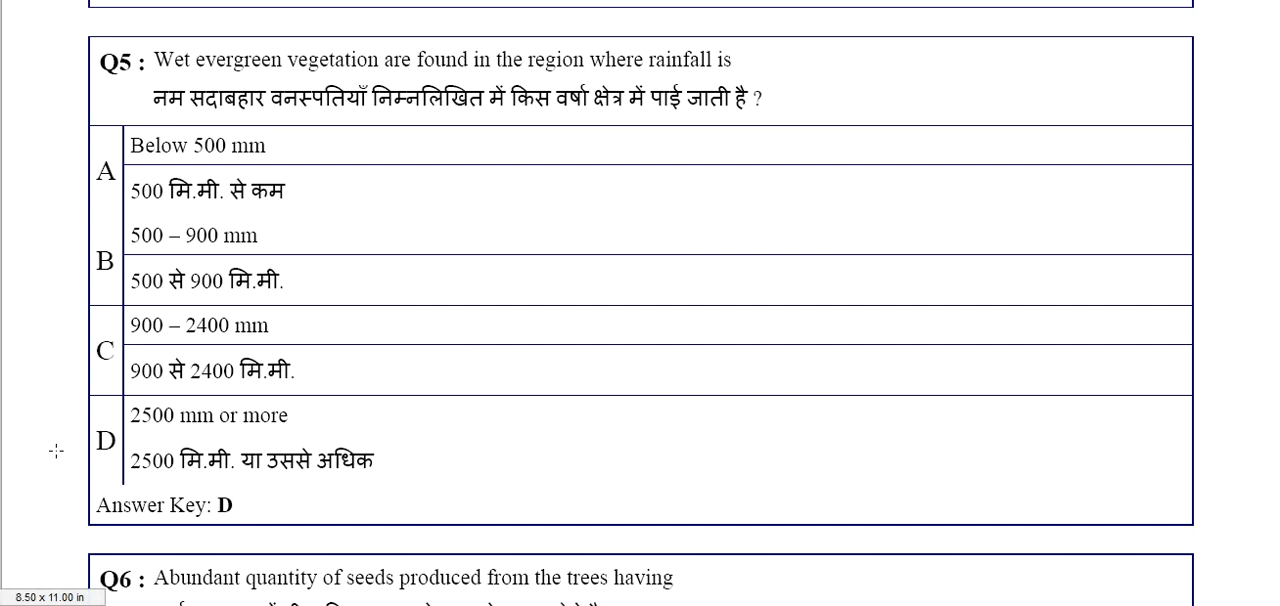 Q5 : Wet evergreen vegetation are found in the region where rainfall is
नम सदाबहार वनस्पतियाँ निम्नलिखित में किस वर्षा क्षेत्र में पाई जाती है ?
A
Below 500 mm
500 मि.मी. से कम
B
500 – 900 mm
500 से 900 मि.मी.
C
900 – 2400 mm
900 से 2400 मि.मी.
D
2500 mm or more
2500 मि.मी. या उससे अधिक
Answer Key: D
Q6 : Abundant quantity of seeds produced from the trees having
8.50 x 11.00 in